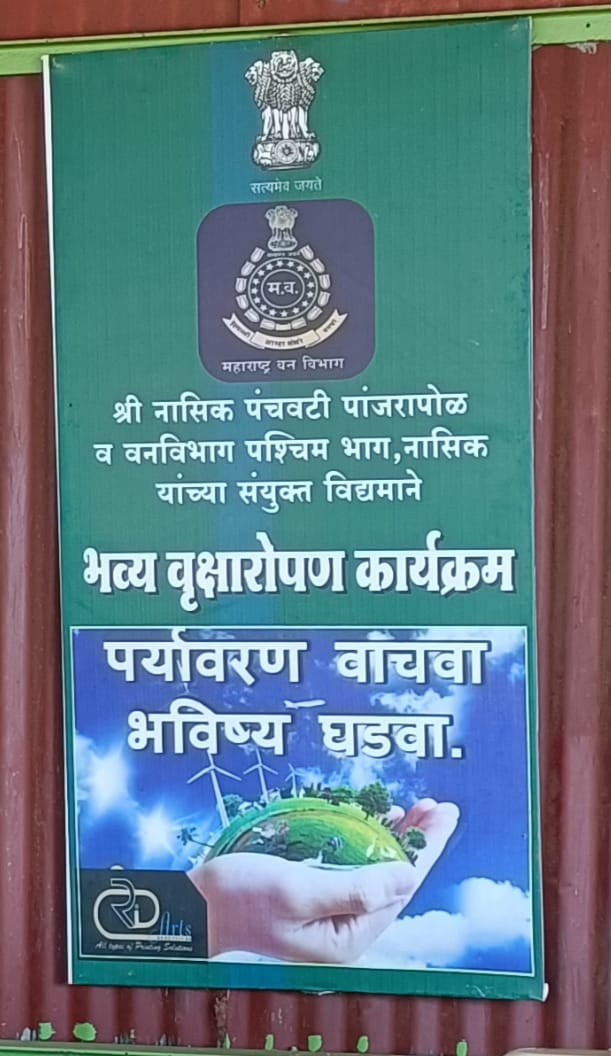 सत्यमेव जयते
म.व.
महाराष्ट्र वन विभाग
श्री नासिक पंचवटी पांजरापोळ
व वनविभाग पश्चिम भाग,नासिक
यांच्या संयुक्त विद्यमाने
भव्य वृक्षारोपण कार्यक्रम
पर्यावरण वाचवा
भविष्य घडवा.
Arts
All types of Printing Solutions